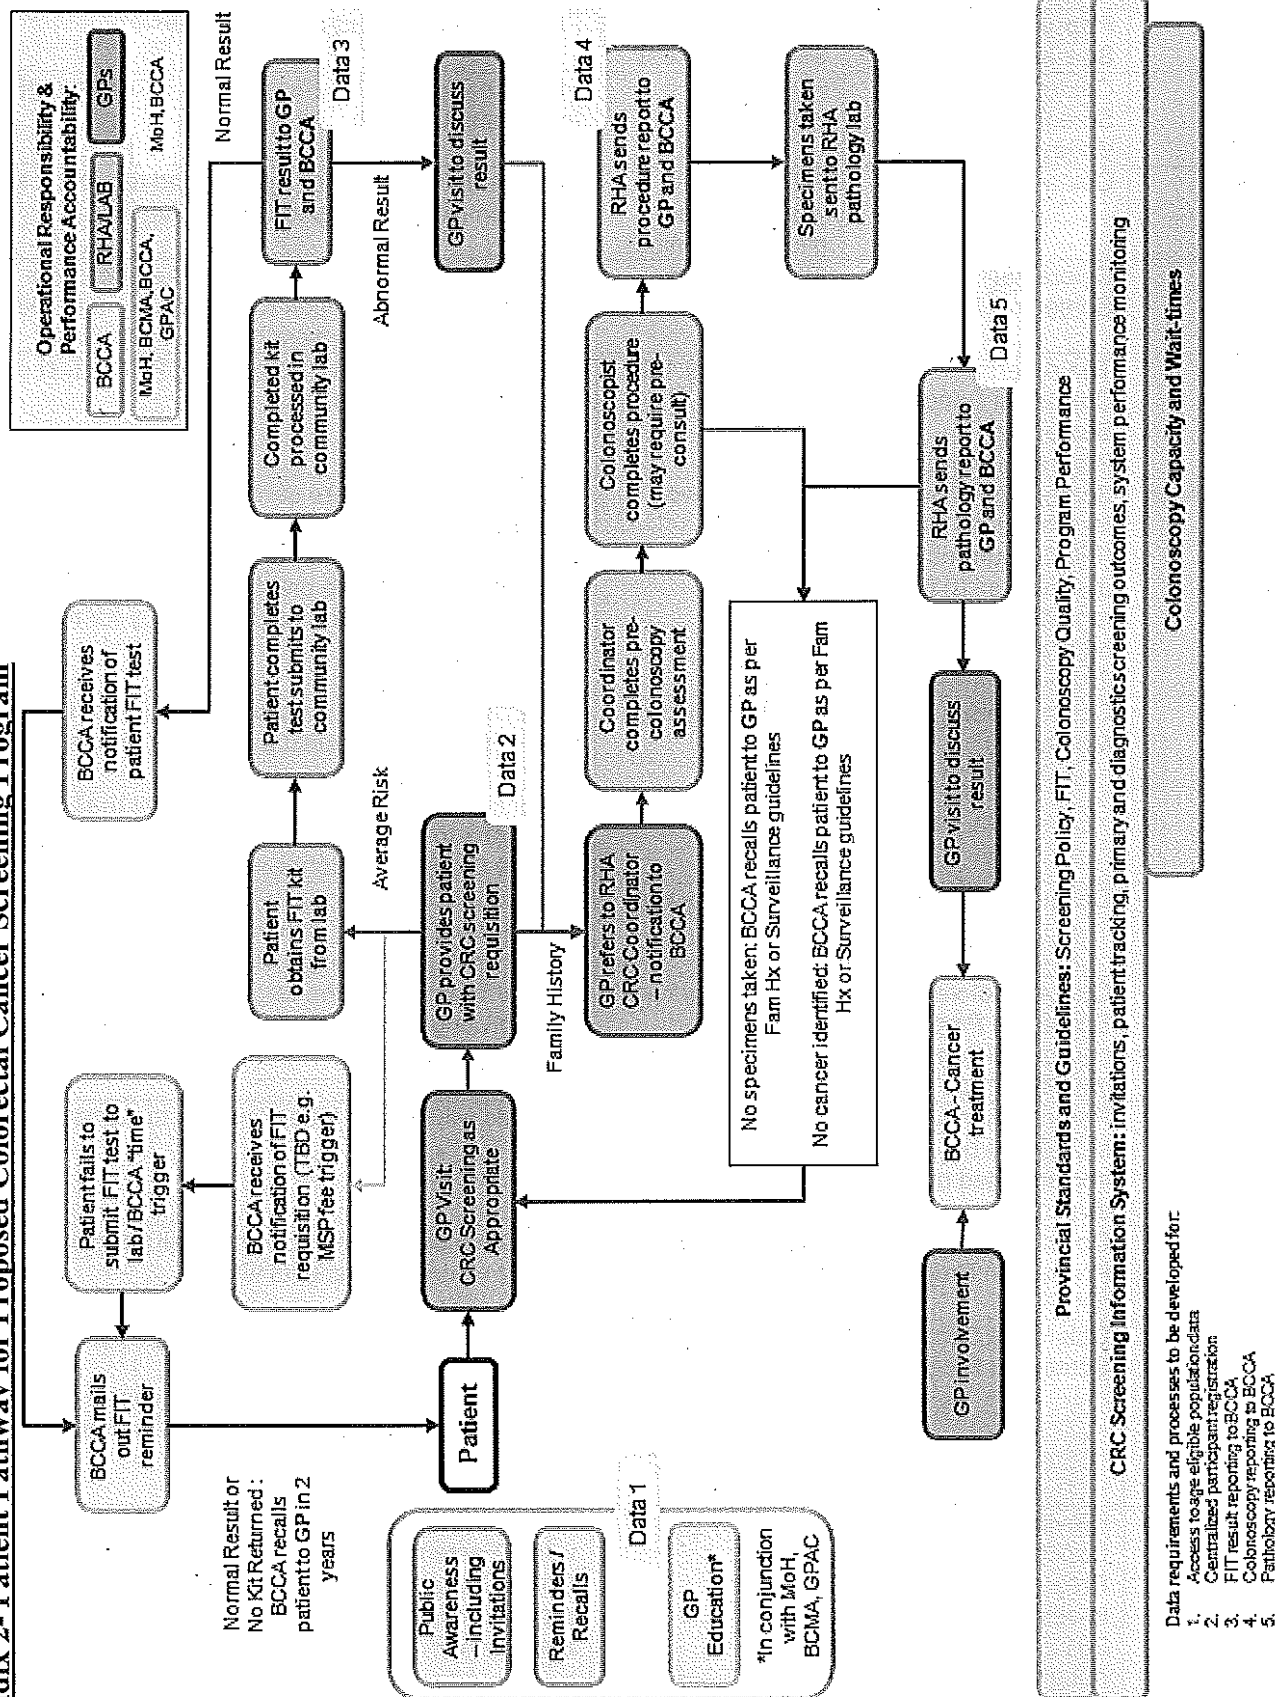 Appendix 2- Patient Pathway for Proposed Colorectal Cancer Screening Program
Operational Responsibility &
Performance Accountability:
BCCA
RHA/LAB
GPs
MoH, BCMA, BCCA,
GPAC
MoH, BCCA
BCCA mails
out FIT
reminder
Patient fails to
submit FIT test to
lab/BCCA "time"
trigger
BCCA receives
notification of
patient FIT test
Normal Result
Normal Result or
No Kit Returned:
BCCA recalls
patient to GP in 2
years
BCCA receives
notification of FIT
requisition (TBD e.g.
MSP fee trigger)
Patient
obtains FIT kit
from lab
Patient completes
test submits to
community lab
Completed kit
processed in
community lab
FIT result to GP
and BCCA
Data 3
Average Risk
Abnormal Result
Patient
GP Visit:
CRC Screening as
Appropriate
GP provides patient
with CRC screening
requisition
Data 2
GP visit to discuss
result
Family History
Public
Awareness
– including
Invitations
Reminders /
Recalls
Data 1
GP
Education*
*In conjunction
with MoH,
BCMA, GPAC
GP refers to RHA
CRC Coordinator
– notification to
BCCA
Coordinator
completes pre-
colonoscopy
assessment
Colonoscopist
completes procedure
(may require pre-
consult)
RHA sends
procedure report to
GP and BCCA
Data 4
No specimens taken: BCCA recalls patient to GP as per
Fam Hx or Surveillance guidelines
No cancer identified: BCCA recalls patient to GP as per Fam
Hx or Surveillance guidelines
Specimens taken
sent to RHA
pathology lab
GP involvement
BCCA - Cancer
treatment
GP visit to discuss
result
RHA sends
pathology report to
GP and BCCA
Data 5
Provincial Standards and Guidelines: Screening Policy, FIT, Colonoscopy Quality, Program Performance
CRC Screening Information System: invitations, patient tracking, primary and diagnostic screening outcomes, system performance monitoring
Colonoscopy Capacity and Wait-times
Data requirements and processes to be developed for:
1. Access to age eligible population data
2. Centralized participant registration
3. FIT result reporting to BCCA
4. Colonoscopy reporting to BCCA
5. Pathology reporting to BCCA